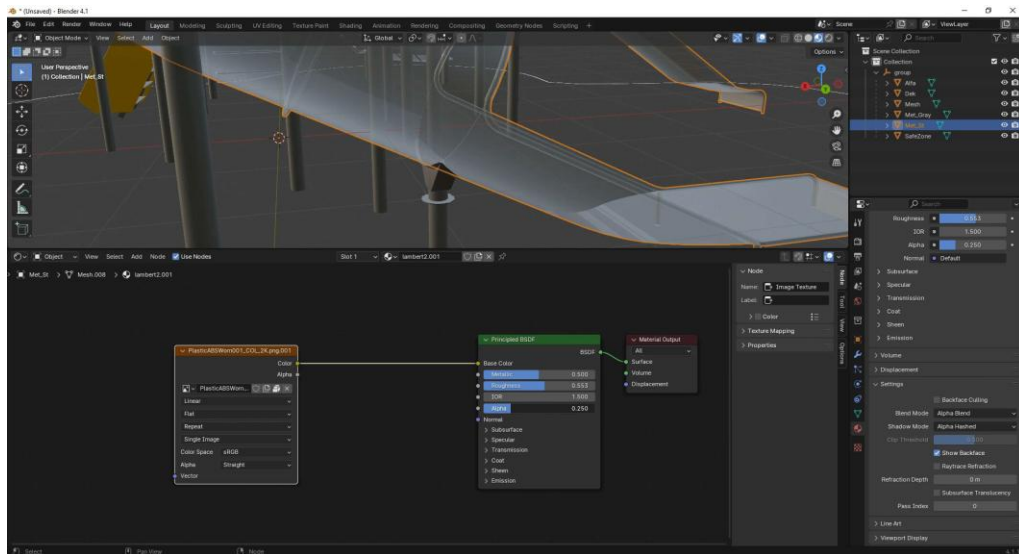 * (Unsaved) - Blender 4.1
File Edit Render Window Help Layout Modeling Sculpting UV Editing Texture Paint Shading Animation Rendering Compositing Geometry Nodes Scripting + Scene ViewLayer
Object Mode View Select Add Object Global Search
Options
User Perspective
(1) Collection | Met_St
Z
Scene Collection
Collection
group
Alfa
Dek
Mesh
Met_Gray
Met_St
SafeZone
Search
Roughness 0.553
IOR 1.500
Alpha 0.250
Normal Default
Subsurface
Specular
Transmission
Coat
Sheen
Emission
Volume
Displacement
Settings
Backface Culling
Blend Mode Alpha Blend
Shadow Mode Alpha Hashed
Clip Threshold 0.500
Show Backface
Raytrace Refraction
Refraction Depth 0 m
Subsurface Translucency
Pass Index 0
Line Art
Viewport Display
Object View Select Add Node Use Nodes Slot 1 lambert2.001
Met_St > Mesh.008 > lambert2.001
PlasticABSWorn001_COL_2K.png.001
Color
Alpha
PlasticABSWorn...
Linear
Flat
Repeat
Single Image
Color Space sRGB
Alpha Straight
Vector
Principled BSDF
BSDF
Base Color
Metallic 0.500
Roughness 0.553
IOR 1.500
Alpha 0.250
Normal
Subsurface
Specular
Transmission
Coat
Sheen
Emission
Material Output
All
Surface
Volume
Displacement
Node
Name: Image Texture
Label:
Color
Texture Mapping
Properties
Node
Tool
View
Options
Select Pan View Node